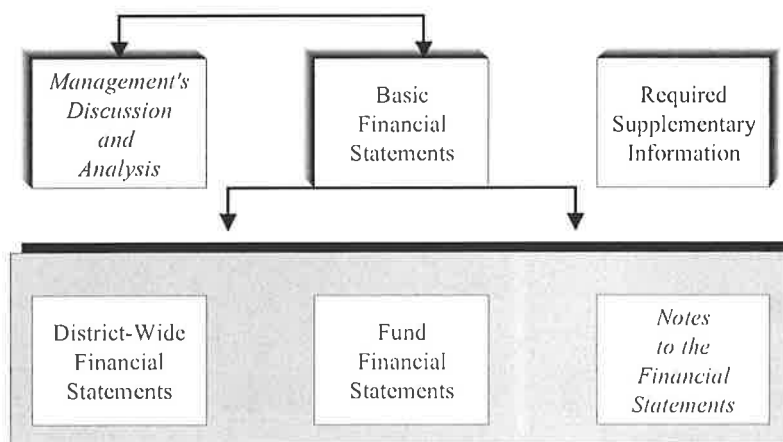 Management's
Discussion
and
Analysis
Basic
Financial
Statements
Required
Supplementary
Information
District-Wide
Financial
Statements
Fund
Financial
Statements
Notes
to the
Financial
Statements